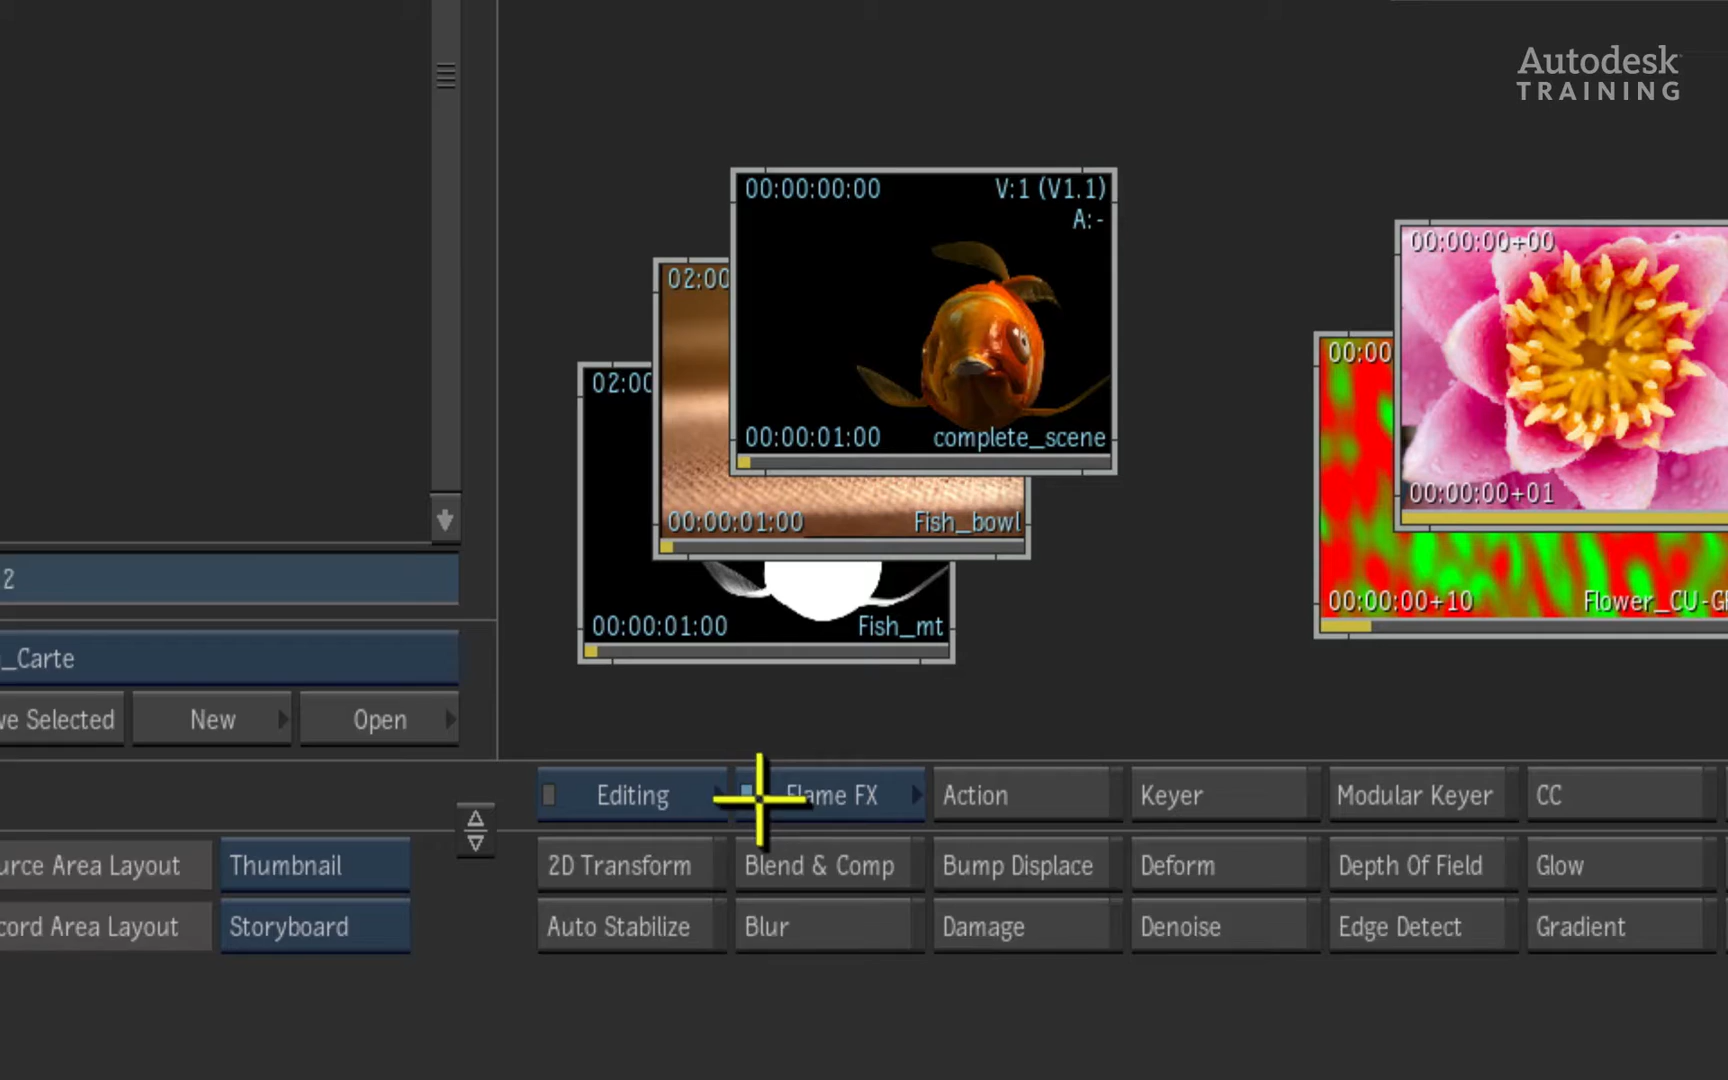 Autodesk
TRAINING
00:00:00:00
V:1 (V1.1)
A:-
00:00:01:00
complete_scene
02:00
00:00:01:00
Fish_bowl
02:00
00:00:01:00
Fish_mt
00:00:00+00
00:00:00+01
00:00
00:00:00+10
Flower_CU-G
2
_Carte
ve Selected
New
Open
Editing
Flame FX
Action
Keyer
Modular Keyer
CC
urce Area Layout
Thumbnail
2D Transform
Blend & Comp
Bump Displace
Deform
Depth Of Field
Glow
cord Area Layout
Storyboard
Auto Stabilize
Blur
Damage
Denoise
Edge Detect
Gradient